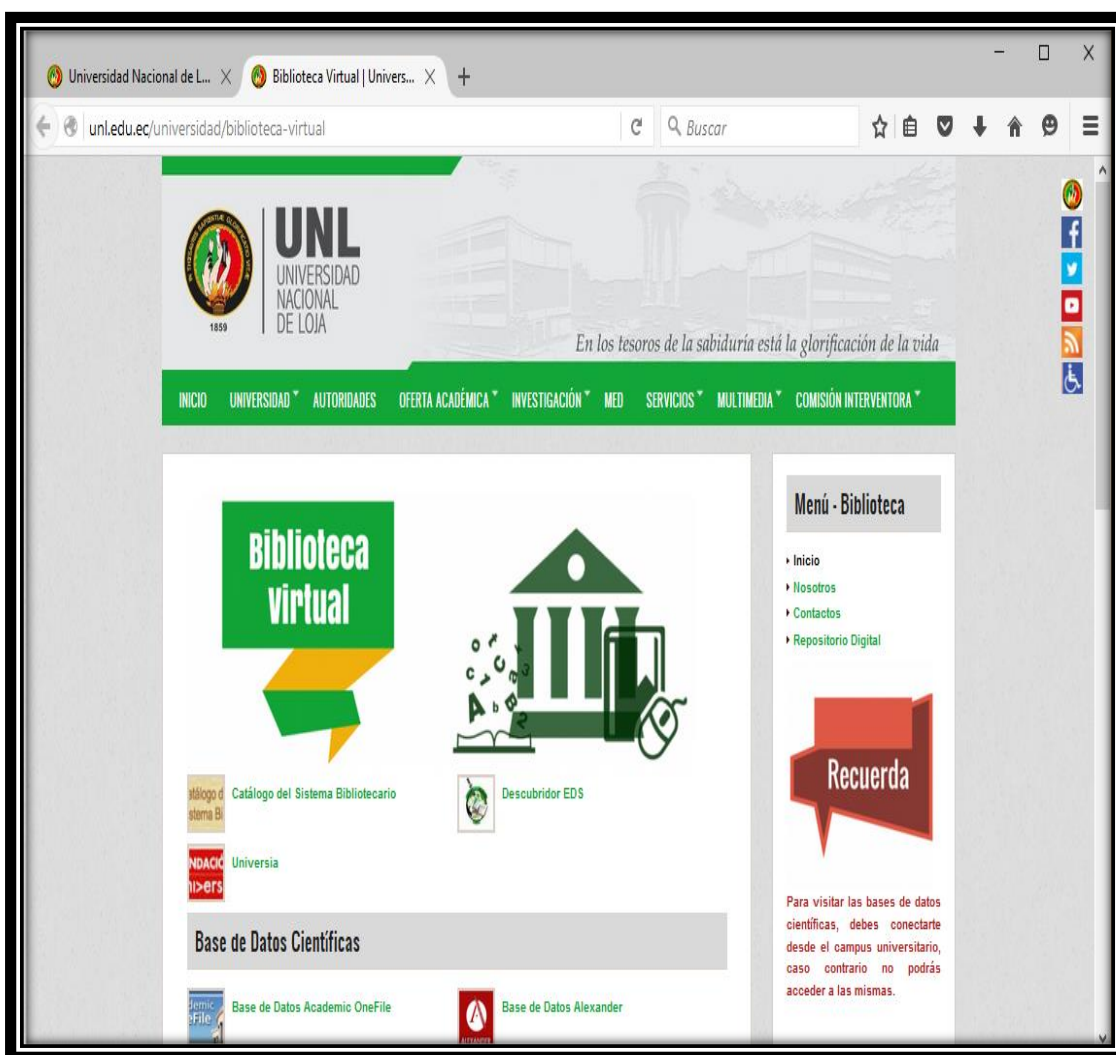 Universidad Nacional de L...
Biblioteca Virtual | Univers...
unl.edu.ec/universidad/biblioteca-virtual
Buscar
1859
UNL
UNIVERSIDAD
NACIONAL
DE LOJA
En los tesoros de la sabiduría está la glorificación de la vida
INICIO UNIVERSIDAD AUTORIDADES OFERTA ACADÉMICA INVESTIGACIÓN MED SERVICIOS MULTIMEDIA COMISIÓN INTERVENTORA
Biblioteca
Virtual
Catálogo del Sistema Bibliotecario
Descubridor EDS
Universia
Base de Datos Científicas
Base de Datos Academic OneFile
Base de Datos Alexander
ALEXANDER
Menú - Biblioteca
Inicio
Nosotros
Contactos
Repositorio Digital
Recuerda
Para visitar las bases de datos
científicas, debes conectarte
desde el campus universitario,
caso contrario no podrás
acceder a las mismas.